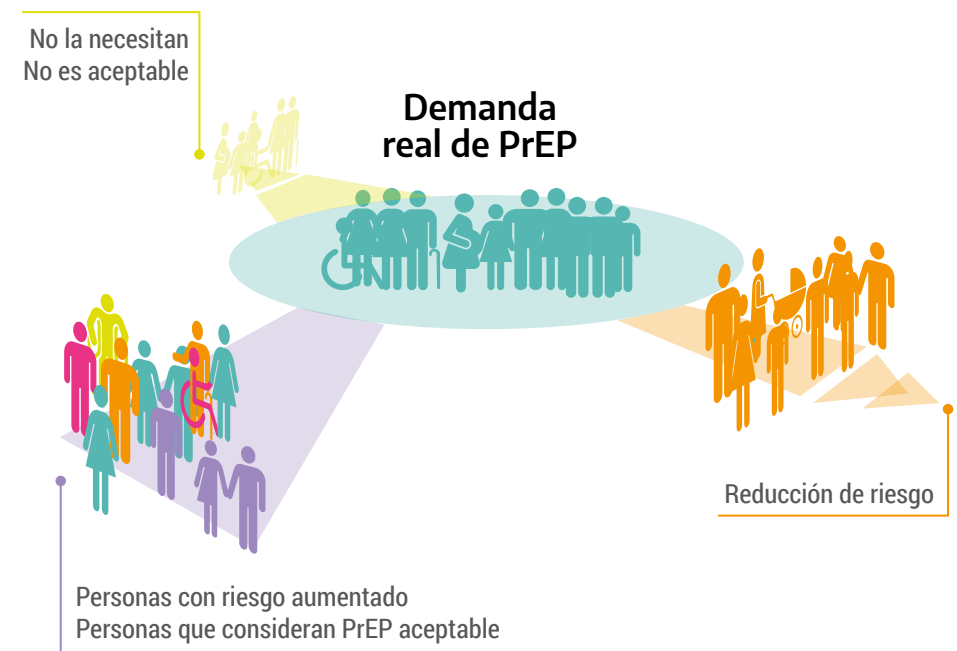 No la necesitan
No es aceptable
Demanda
real de PrEP
Reducción de riesgo
Personas con riesgo aumentado
Personas que consideran PrEP aceptable